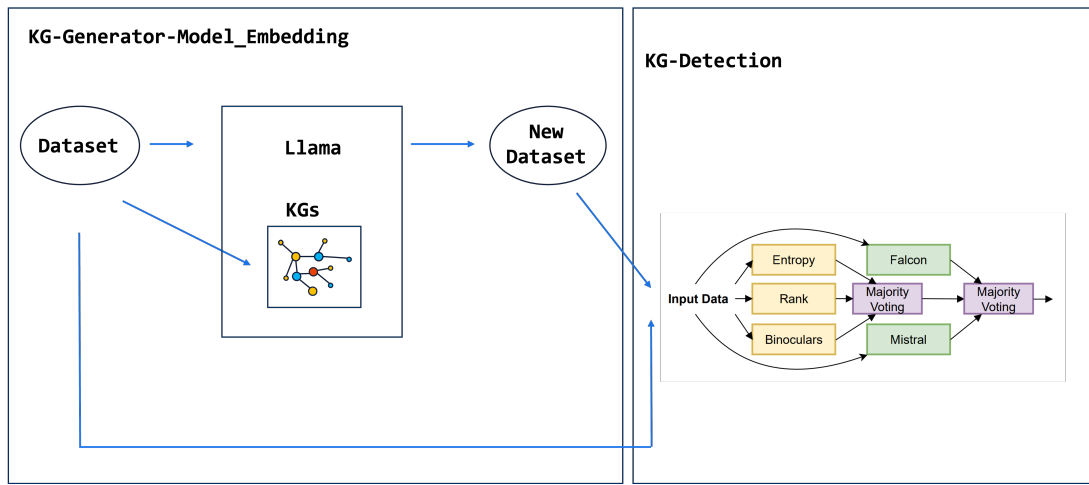 KG-Generator-Model_Embedding
Dataset
Llama
KGs
New
Dataset
KG-Detection
Input Data
Entropy
Rank
Binoculars
Falcon
Majority
Voting
Mistral
Majority
Voting